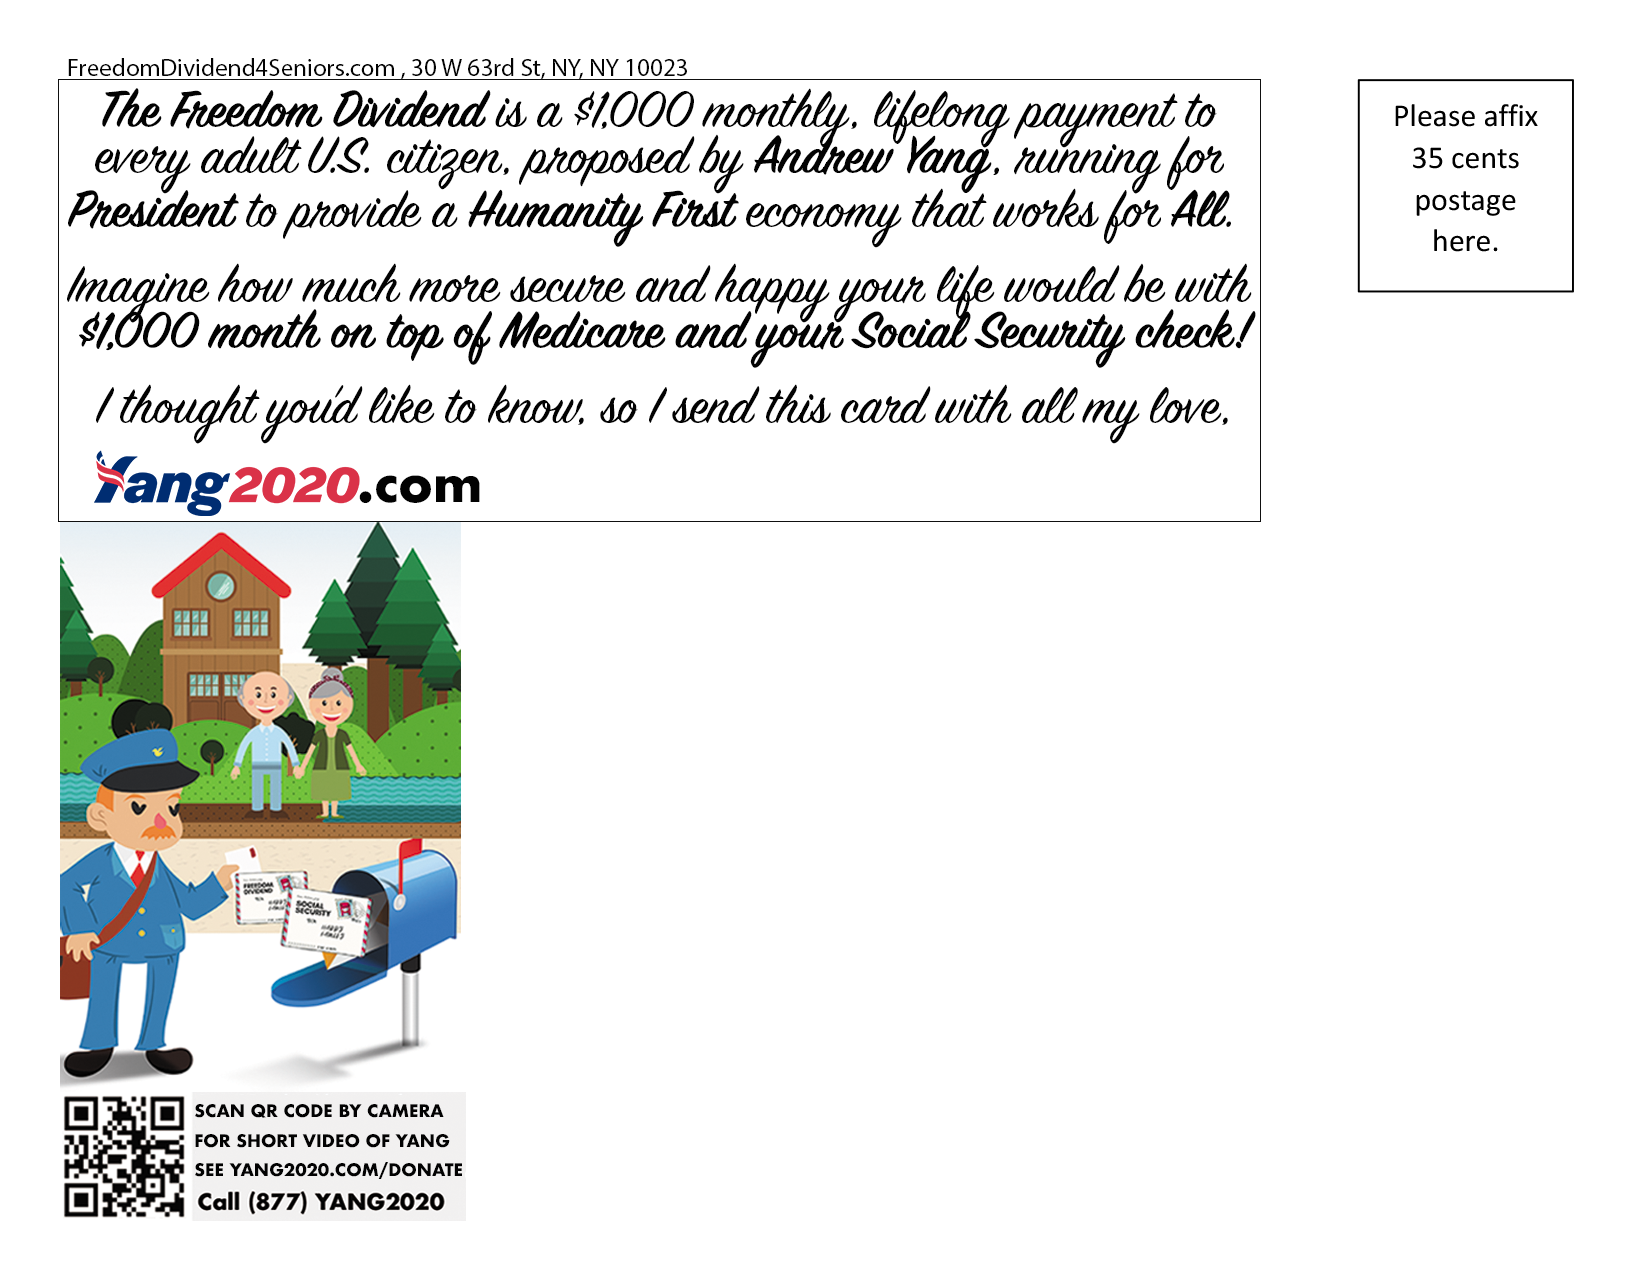 FreedomDividend4Seniors.com , 30 W 63rd St, NY, NY 10023
The Freedom Dividend is a $1,000 monthly, lifelong payment to
every adult U.S. citizen, proposed by Andrew Yang, running for
President to provide a Humanity First economy that works for All.
Imagine how much more secure and happy your life would be with
$1,000 month on top of Medicare and your Social Security check!
I thought you'd like to know, so I send this card with all my love,
Yang2020.com
Please affix
35 cents
postage
here.
FREEDOM
DIVIDEND
SOCIAL
SECURITY
SCAN QR CODE BY CAMERA
FOR SHORT VIDEO OF YANG
SEE YANG2020.COM/DONATE
Call (877) YANG2020